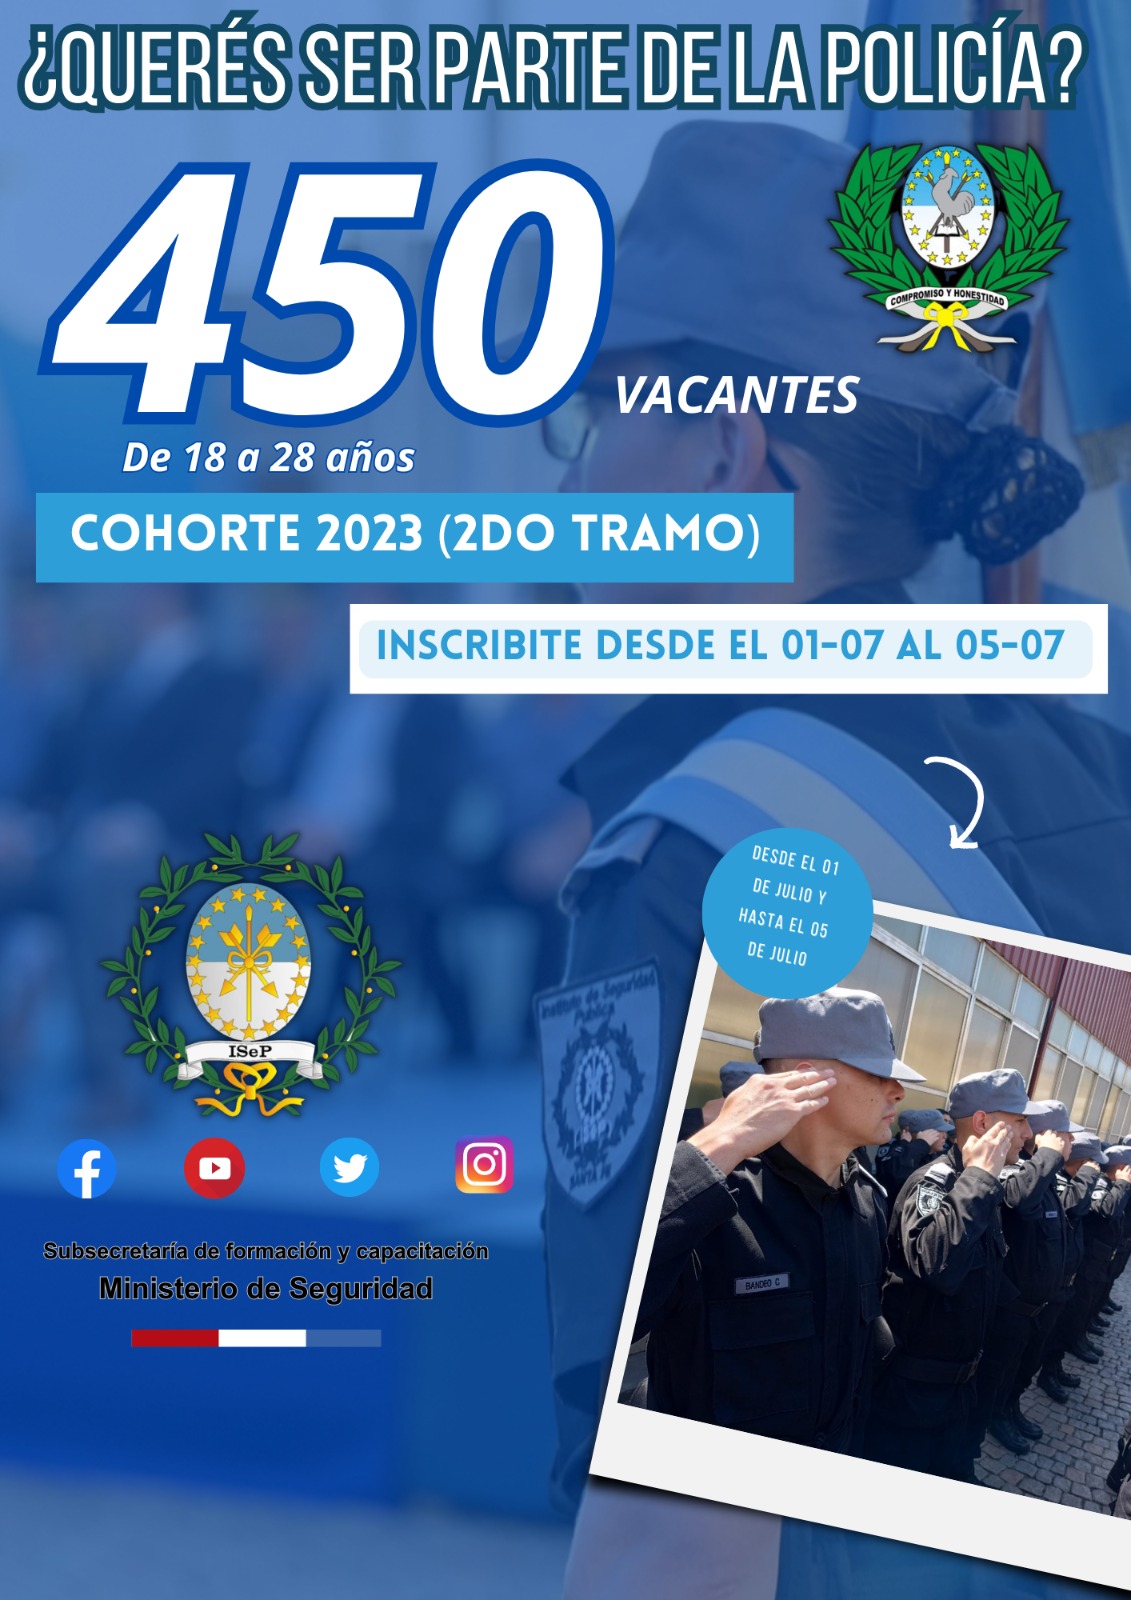 ¿QUERÉS SER PARTE DE LA POLICÍA?
450
VACANTES
COMPROMISO Y HONESTIDAD
De 18 a 28 años
COHORTE 2023 (2DO TRAMO)
INSCRIBITE DESDE EL 01-07 AL 05-07
DESDE EL 01
DE JULIO Y
HASTA EL 05
DE JULIO
ISeP
Instituto de Seguridad
Pública
SANTA FE
Subsecretaría de formación y capacitación
Ministerio de Seguridad
BANDEO C